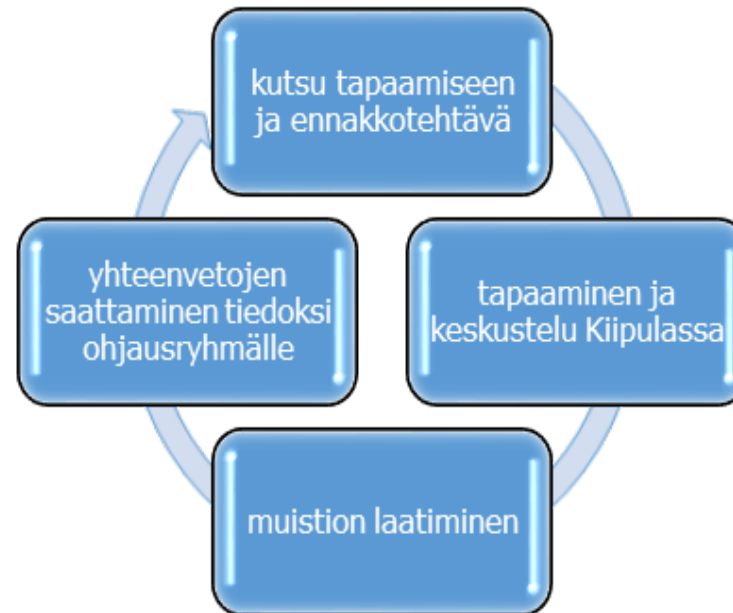 kutsu tapaamiseen
ja ennakkotehtävä
tapaaminen ja
keskustelu Kiipulassa
muistion laatiminen
yhteenvetojen
saattaminen tiedoksi
ohjausryhmälle